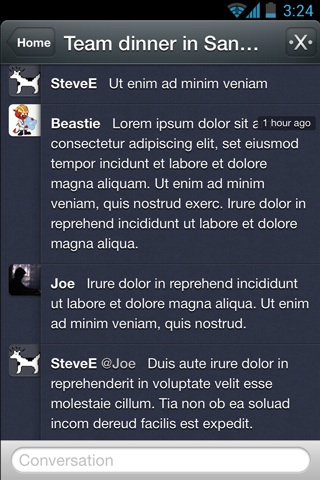 3:24
Home
Team dinner in San...
·X·
SteveE Ut enim ad minim veniam
Beastie Lorem ipsum dolor sit a
1 hour ago
consectetur adipiscing elit, set eiusmod
tempor incidunt et labore et dolore
magna aliquam. Ut enim ad minim
veniam, quis nostrud exerc. Irure dolor in
reprehend incididunt ut labore et dolore
magna aliqua.
Joe Irure dolor in reprehend incididunt
ut labore et dolore magna aliqua. Ut enim
ad minim veniam, quis nostrud.
SteveE @Joe Duis aute irure dolor in
reprehenderit in voluptate velit esse
molestaie cillum. Tia non ob ea soluad
incom dereud facilis est expedit.
Conversation